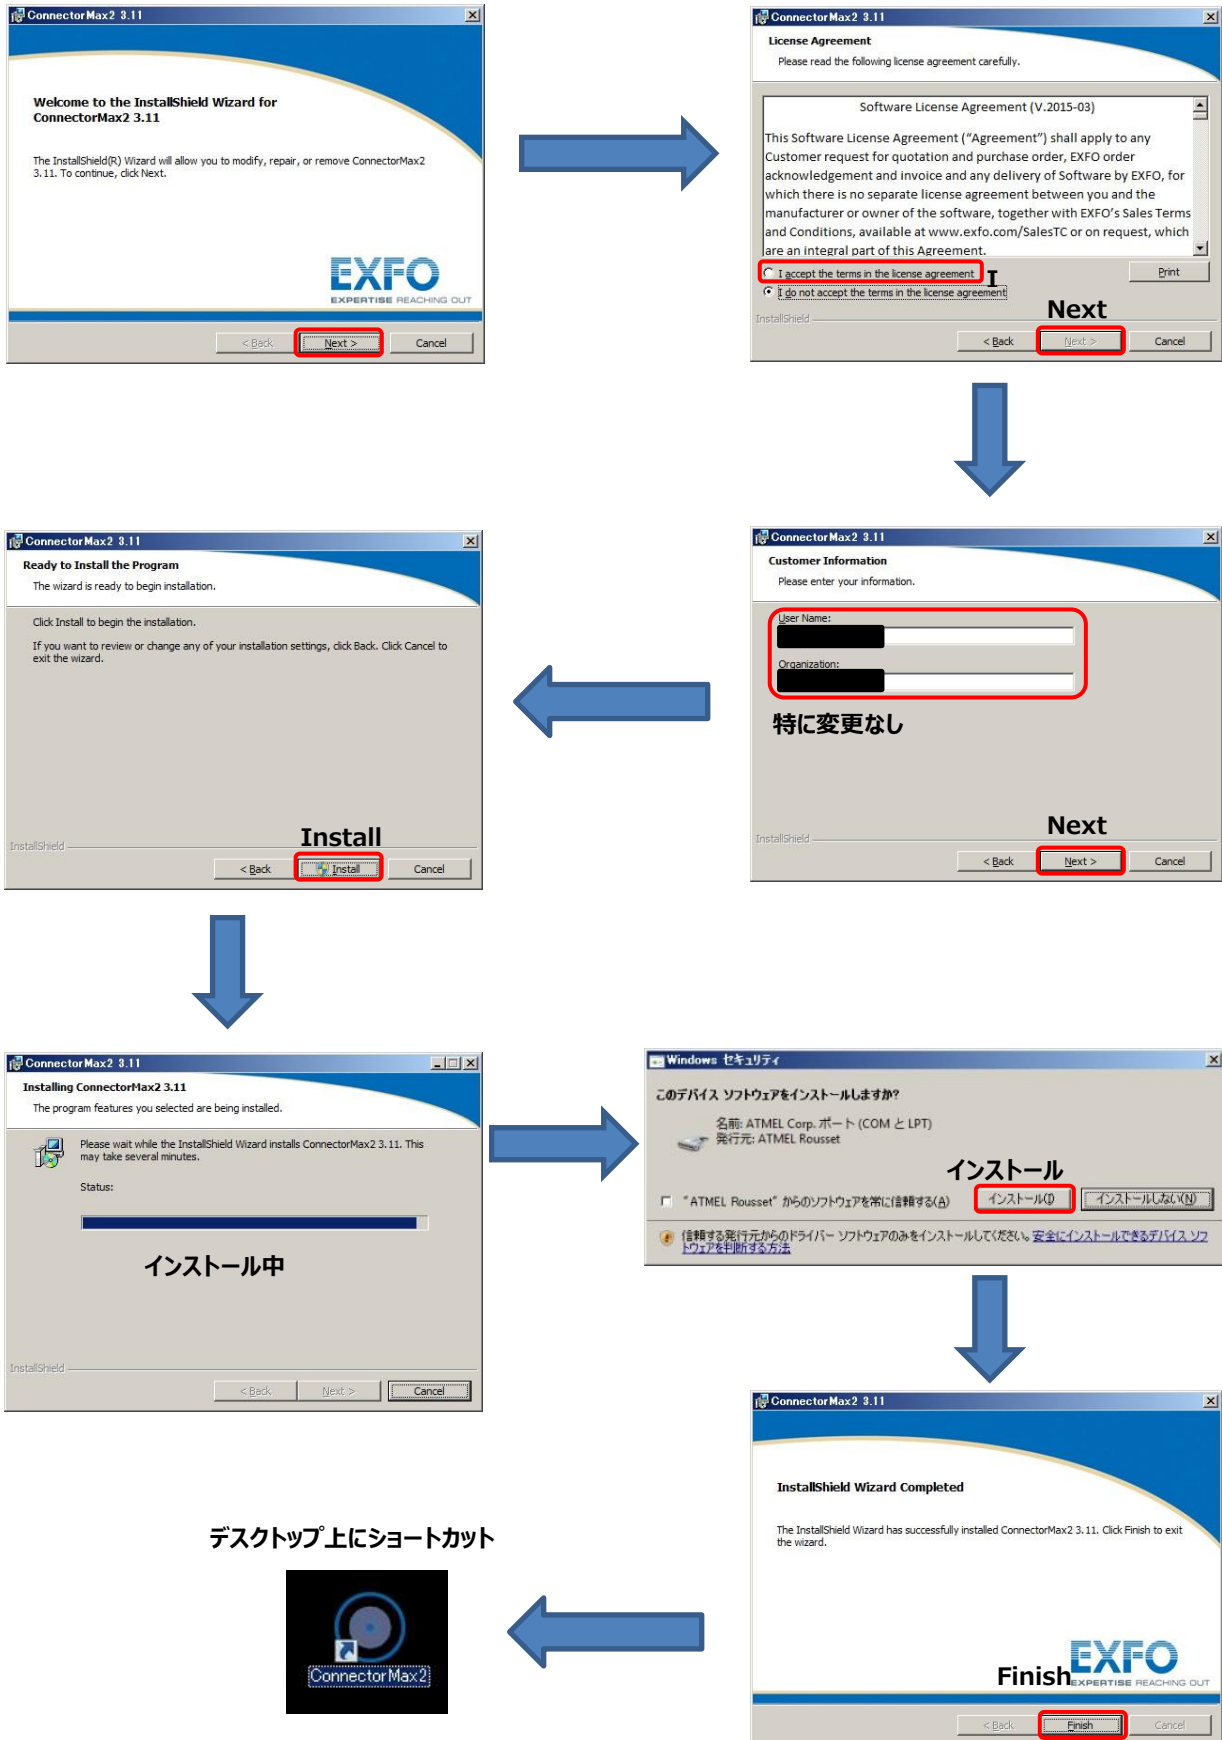 ConnectorMax2 3.11
Welcome to the InstallShield Wizard for
ConnectorMax2 3.11
The InstallShield(R) Wizard will allow you to modify, repair, or remove ConnectorMax2
3.11. To continue, click Next.
EXFO
EXPERTISE REACHING OUT
< Back
Next >
Cancel
ConnectorMax2 3.11
License Agreement
Please read the following license agreement carefully.
Software License Agreement (V.2015-03)
This Software License Agreement (“Agreement”) shall apply to any
Customer request for quotation and purchase order, EXFO order
acknowledgement and invoice and any delivery of Software by EXFO, for
which there is no separate license agreement between you and the
manufacturer or owner of the software, together with EXFO’s Sales Terms
and Conditions, available at www.exfo.com/SalesTC or on request, which
are an integral part of this Agreement.
I accept the terms in the license agreement
I
Print
I do not accept the terms in the license agreement
Next
InstallShield
< Back
Next >
Cancel
ConnectorMax2 3.11
Customer Information
Please enter your information.
User Name:
Organization:
特に変更なし
Next
InstallShield
< Back
Next >
Cancel
ConnectorMax2 3.11
Ready to Install the Program
The wizard is ready to begin installation.
Click Install to begin the installation.
If you want to review or change any of your installation settings, click Back. Click Cancel to
exit the wizard.
Install
InstallShield
< Back
Install
Cancel
ConnectorMax2 3.11
Installing ConnectorMax2 3.11
The program features you selected are being installed.
Please wait while the InstallShield Wizard installs ConnectorMax2 3.11. This
may take several minutes.
Status:
インストール中
InstallShield
< Back
Next >
Cancel
Windows セキュリティ
このデバイス ソフトウェアをインストールしますか?
名前: ATMEL Corp. ポート (COM と LPT)
発行元: ATMEL Rousset
インストール
"ATMEL Rousset" からのソフトウェアを常に信頼する(A)
インストール(I)
インストールしない(N)
信頼する発行元からのドライバー ソフトウェアのみをインストールしてください。安全にインストールできるデバイス ソフ
トウェアを判断する方法
ConnectorMax2 3.11
InstallShield Wizard Completed
The InstallShield Wizard has successfully installed ConnectorMax2 3.11. Click Finish to exit
the wizard.
EXFO
EXPERTISE REACHING OUT
Finish
< Back
Finish
Cancel
デスクトップ上にショートカット
ConnectorMax2